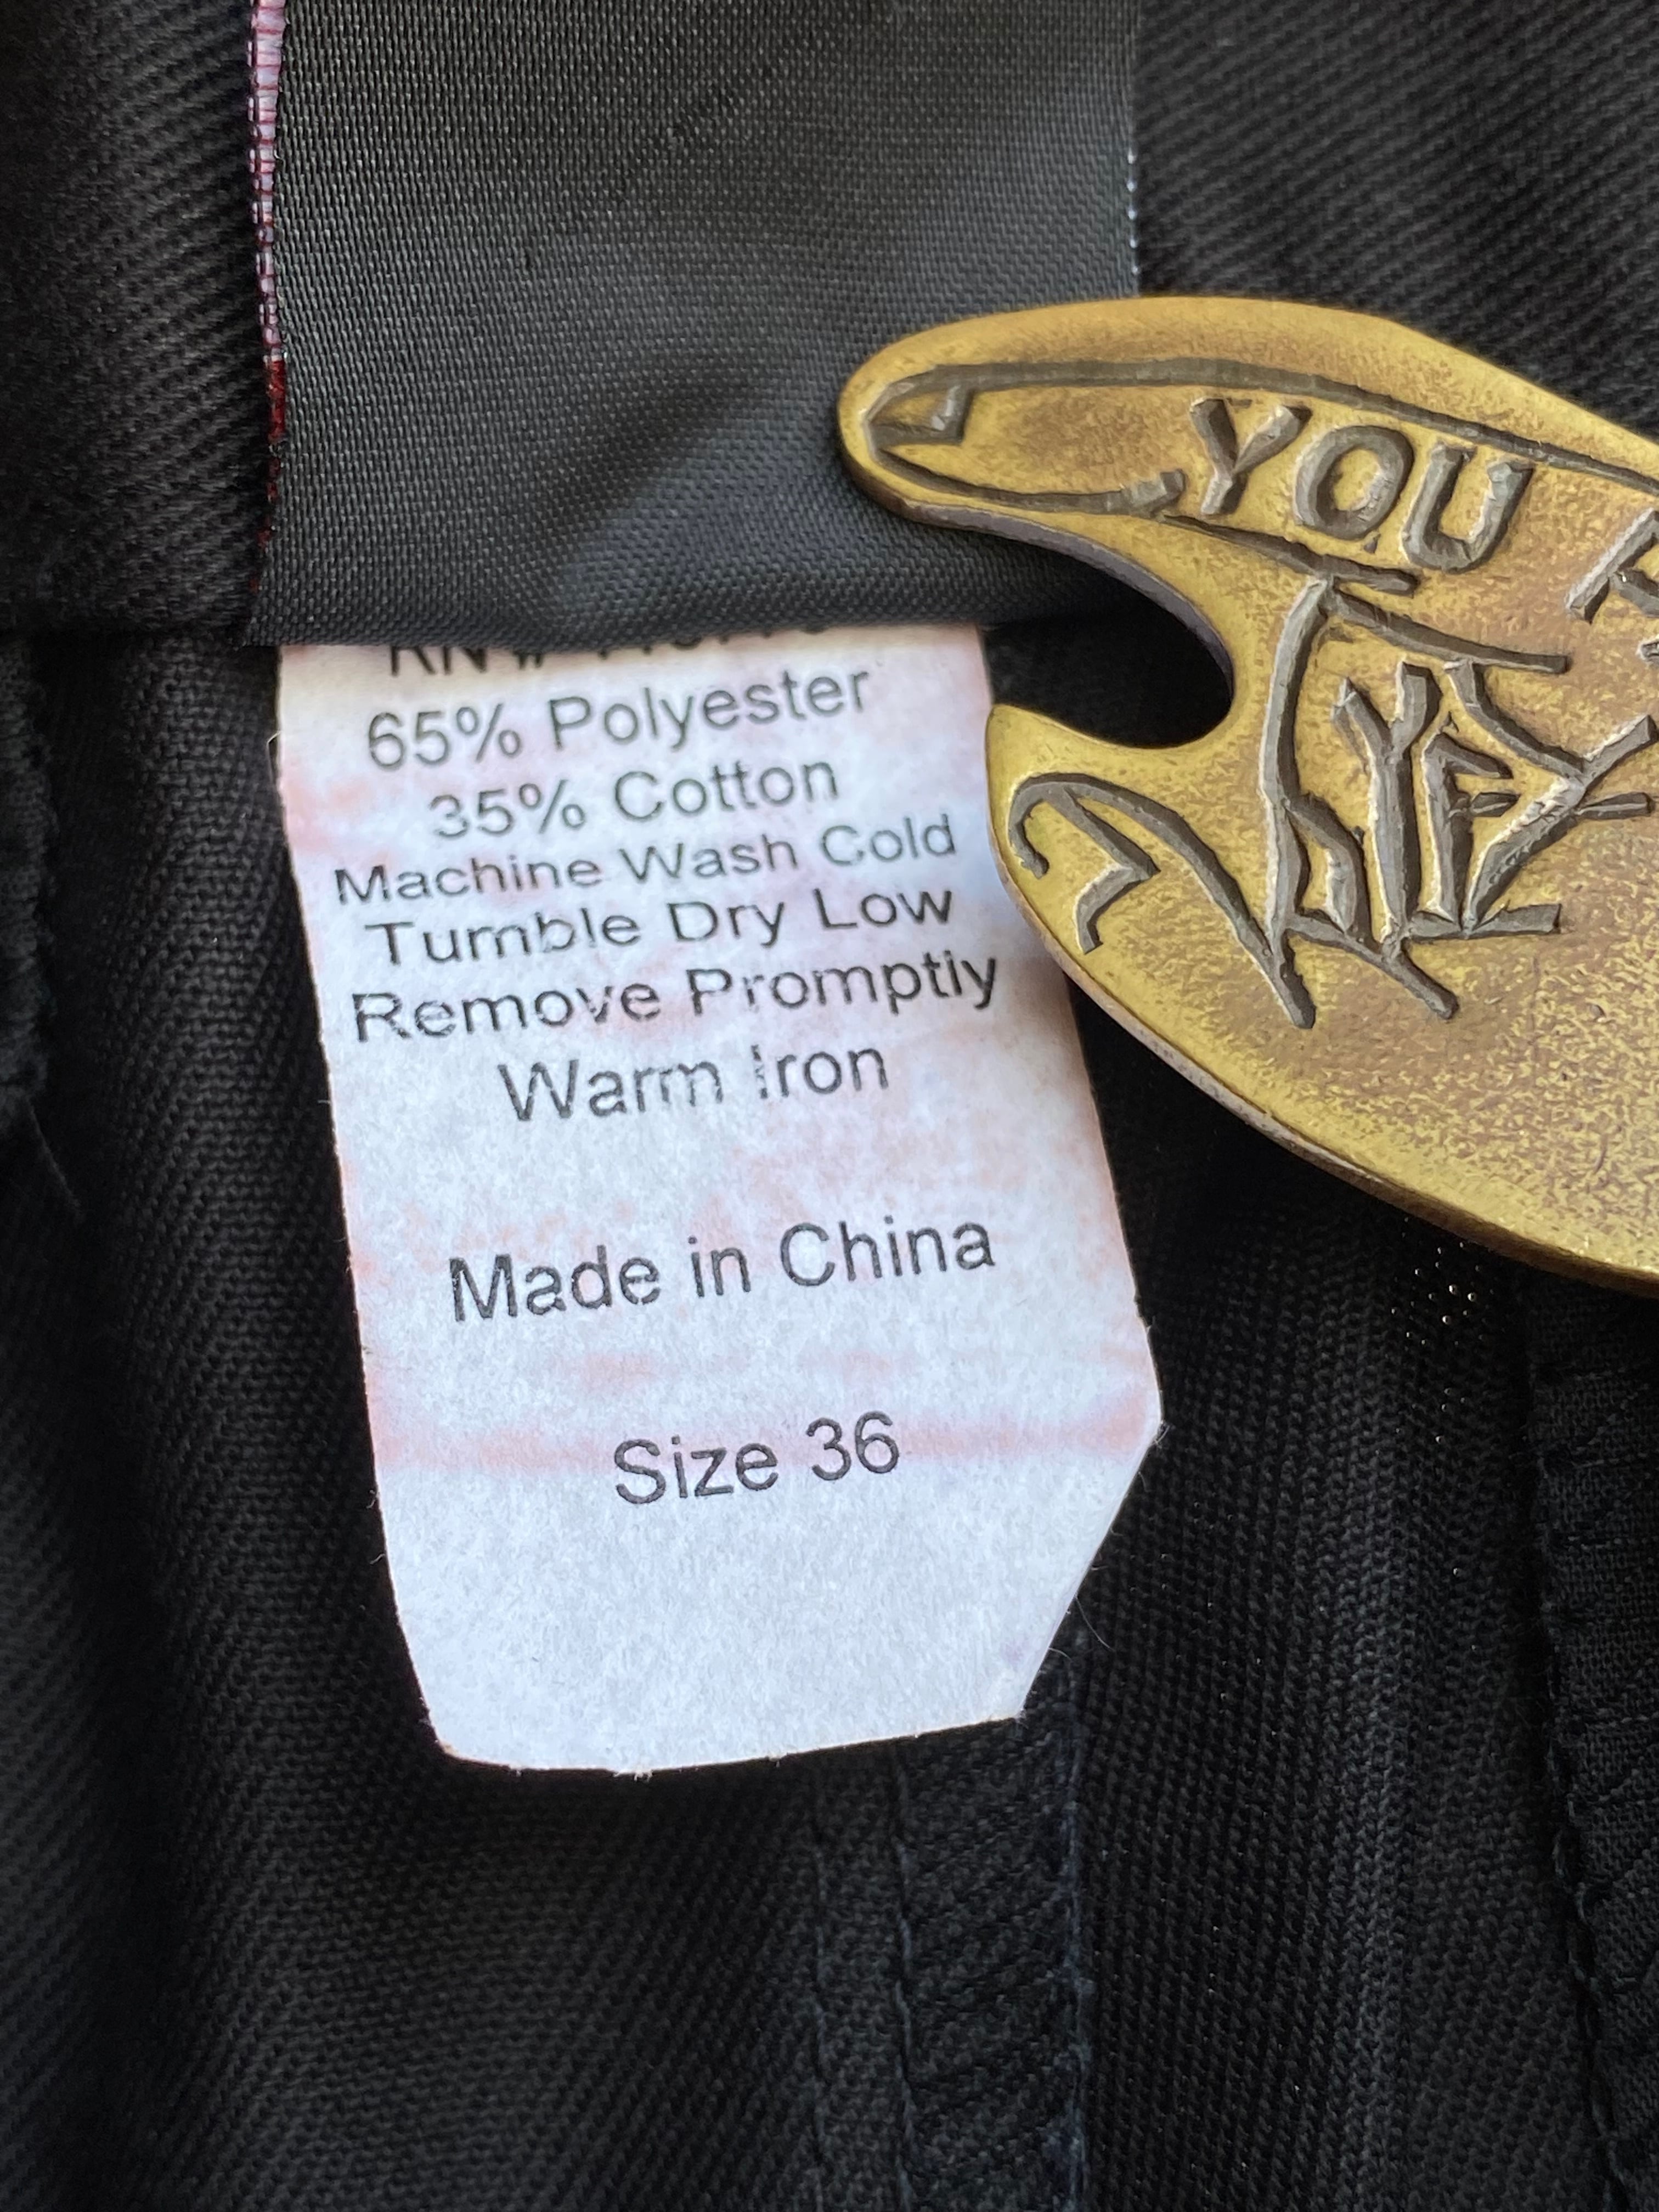 YOU
RN #
65% Polyester
35% Cotton
Machine Wash Cold
Tumble Dry Low
Remove Promptly
Warm Iron
Made in China
Size 36